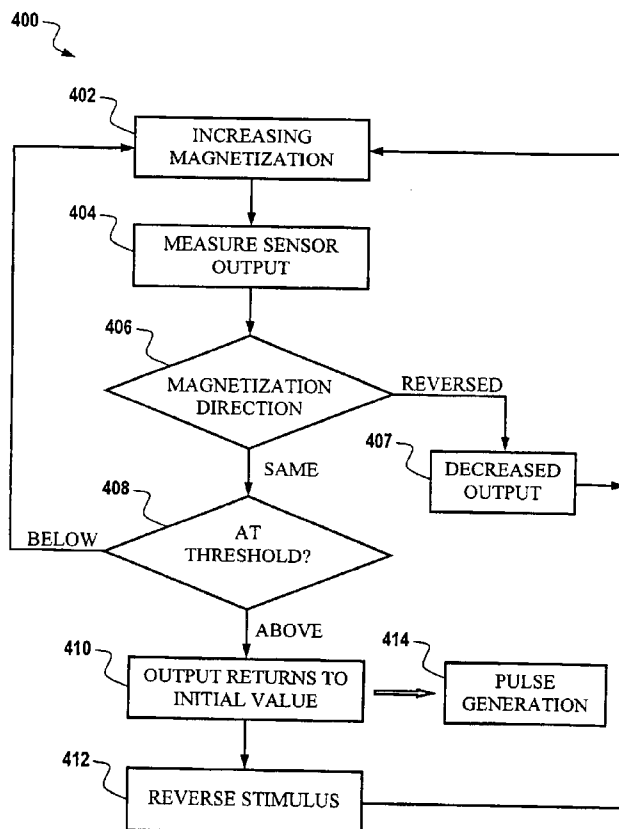 400
402
INCREASING
MAGNETIZATION
404
MEASURE SENSOR
OUTPUT
406
MAGNETIZATION
DIRECTION
REVERSED
407
DECREASED
OUTPUT
SAME
408
AT
THRESHOLD?
BELOW
ABOVE
410
OUTPUT RETURNS TO
INITIAL VALUE
414
PULSE
GENERATION
412
REVERSE STIMULUS